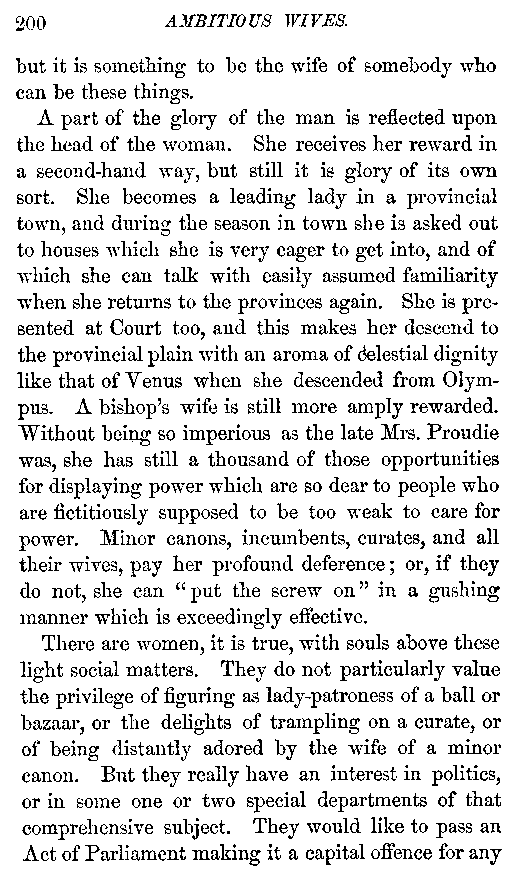 200 AMBITIOUS WIVES.
but it is something to be the wife of somebody who
can be these things.
A part of the glory of the man is reflected upon
the head of the woman. She receives her reward in
a second-hand way, but still it is glory of its own
sort. She becomes a leading lady in a provincial
town, and during the season in town she is asked out
to houses which she is very eager to get into, and of
which she can talk with easily assumed familiarity
when she returns to the provinces again. She is pre-
sented at Court too, and this makes her descend to
the provincial plain with an aroma of celestial dignity
like that of Venus when she descended from Olym-
pus. A bishop's wife is still more amply rewarded.
Without being so imperious as the late Mrs. Proudie
was, she has still a thousand of those opportunities
for displaying power which are so dear to people who
are fictitiously supposed to be too weak to care for
power. Minor canons, incumbents, curates, and all
their wives, pay her profound deference; or, if they
do not, she can "put the screw on" in a gushing
manner which is exceedingly effective.
There are women, it is true, with souls above these
light social matters. They do not particularly value
the privilege of figuring as lady-patroness of a ball or
bazaar, or the delights of trampling on a curate, or
of being distantly adored by the wife of a minor
canon. But they really have an interest in politics,
or in some one or two special departments of that
comprehensive subject. They would like to pass an
Act of Parliament making it a capital offence for any